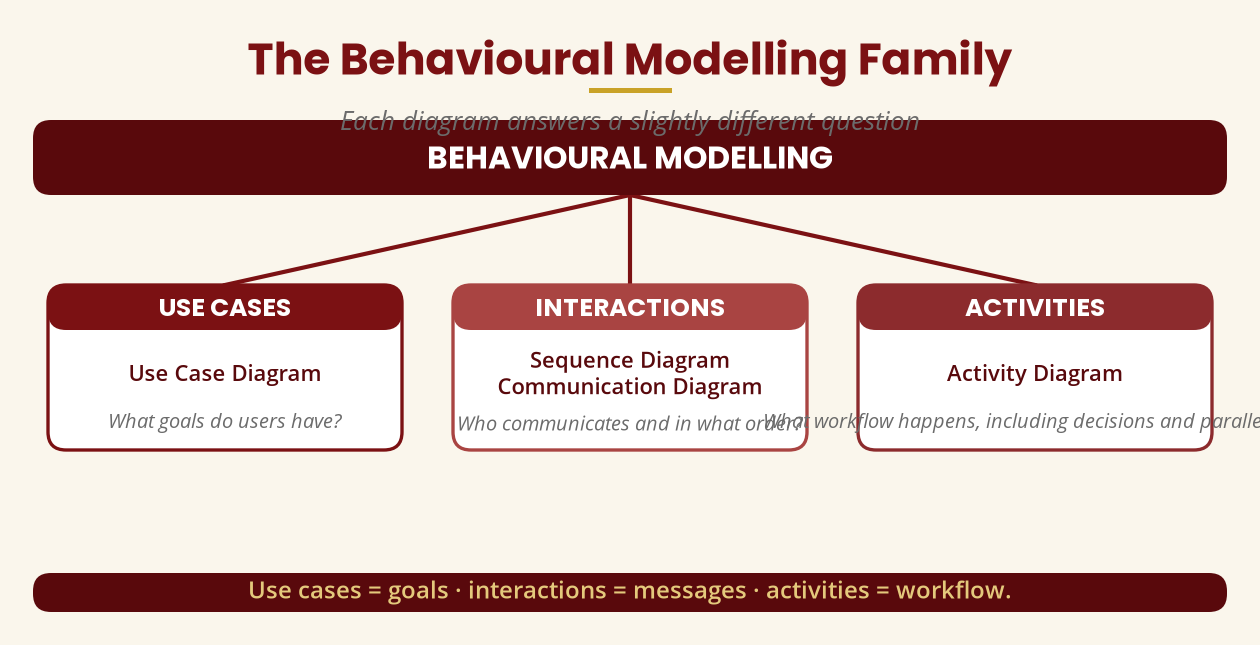 The Behavioural Modelling Family
Each diagram answers a slightly different question
BEHAVIOURAL MODELLING
USE CASES
Use Case Diagram
What goals do users have?
INTERACTIONS
Sequence Diagram
Communication Diagram
Who communicates and in what order?
ACTIVITIES
Activity Diagram
What workflow happens, including decisions and paralle
Use cases = goals · interactions = messages · activities = workflow.